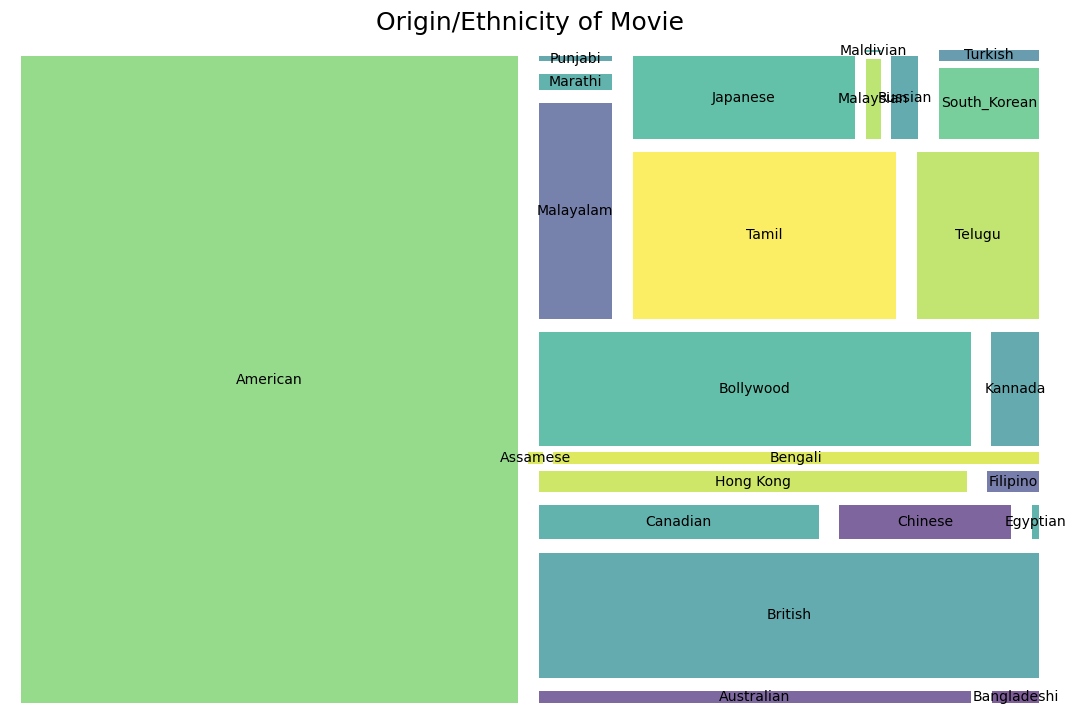 Origin/Ethnicity of Movie
Maldivian
Punjabi
Turkish
Marathi
Japanese
Malaysian
Russian
South_Korean
Malayalam
Tamil
Telugu
American
Bollywood
Kannada
Assamese
Bengali
Hong Kong
Filipino
Canadian
Chinese
Egyptian
British
Australian
Bangladeshi